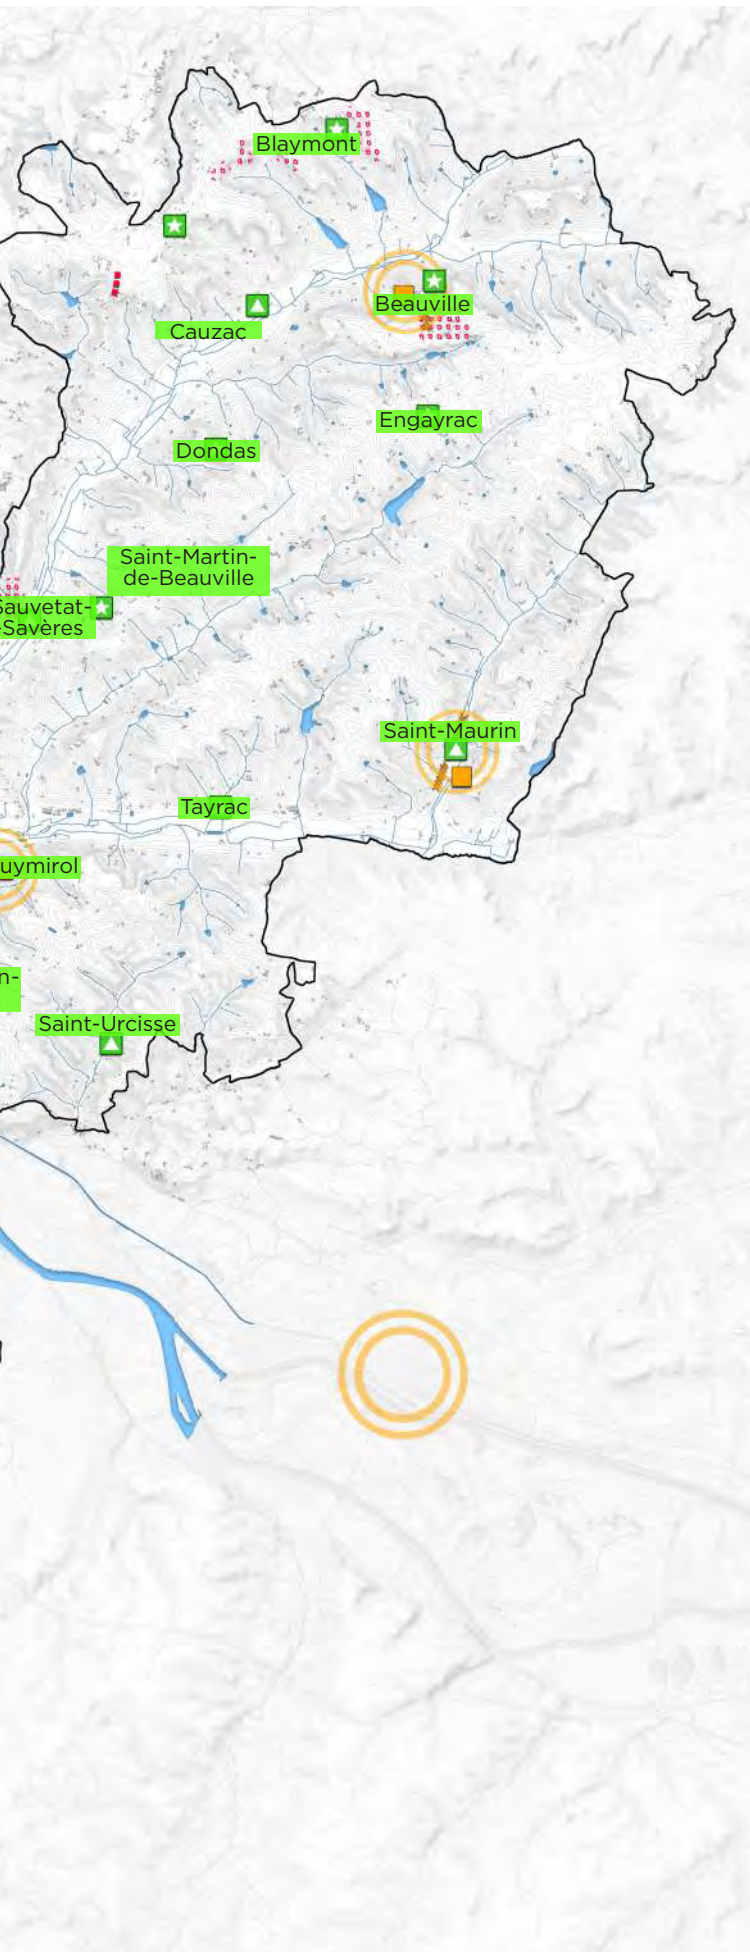 Blaymont
Beauville
Cauzac
Engayrac
Dondas
Saint-Martin-
de-Beauville
Sauvetat-
-Savères
Saint-Maurin
Tayrac
uymirol
n-
Saint-Urcisse